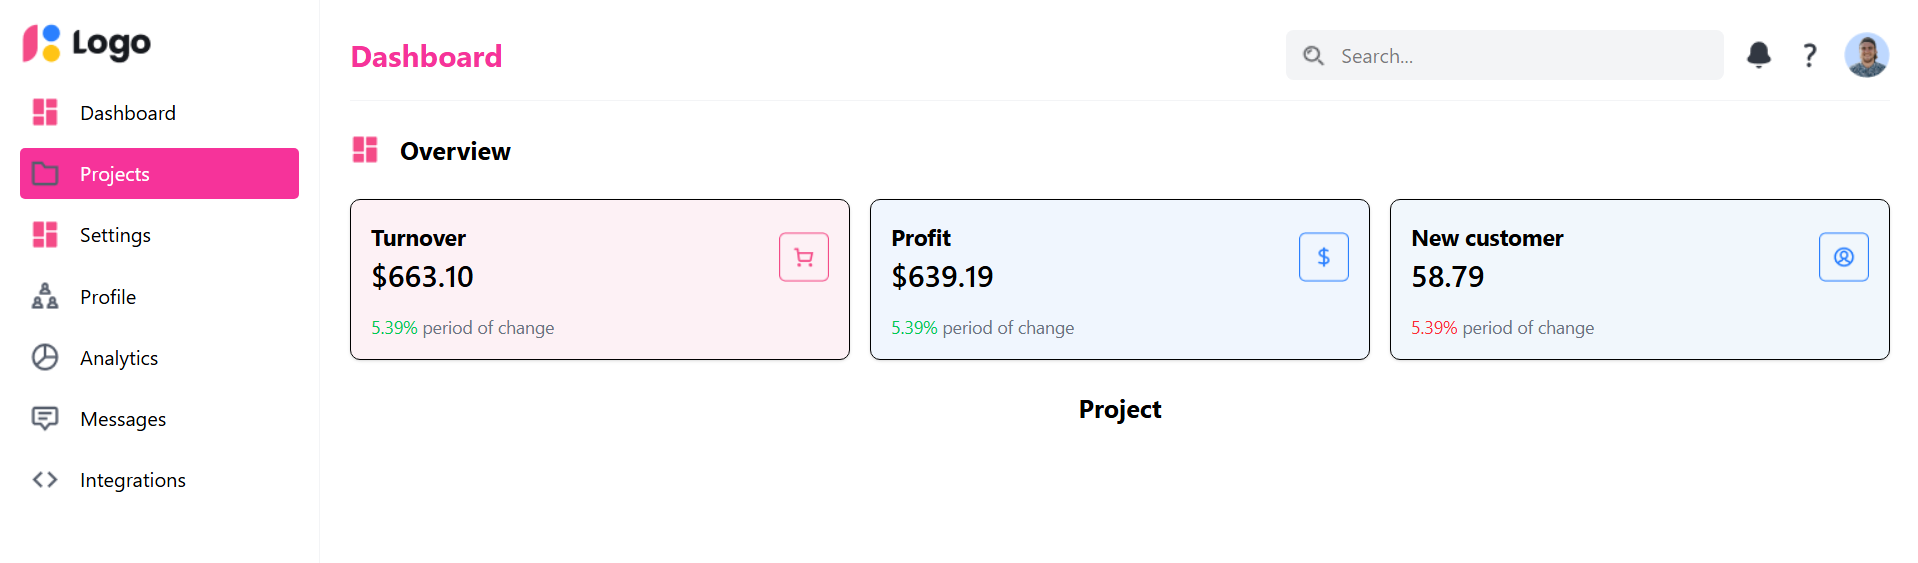 Logo
Dashboard
Projects
Settings
Profile
Analytics
Messages
Integrations
Dashboard
Search...
?
Overview
Turnover
$663.10
5.39% period of change
Profit
$639.19
$
5.39% period of change
New customer
58.79
5.39% period of change
Project